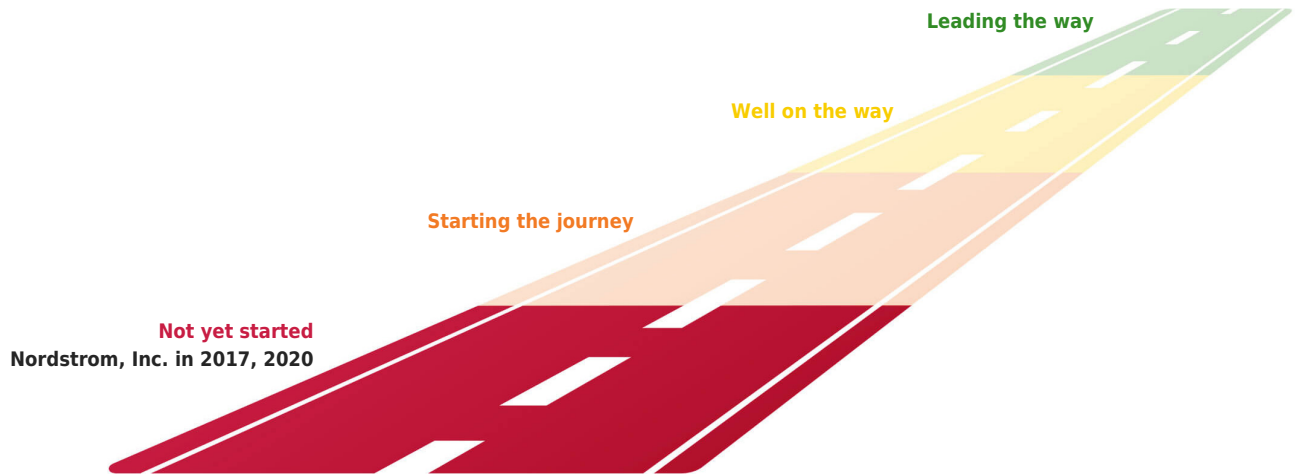 Leading the way
Well on the way
Starting the journey
Not yet started
Nordstrom, Inc. in 2017, 2020